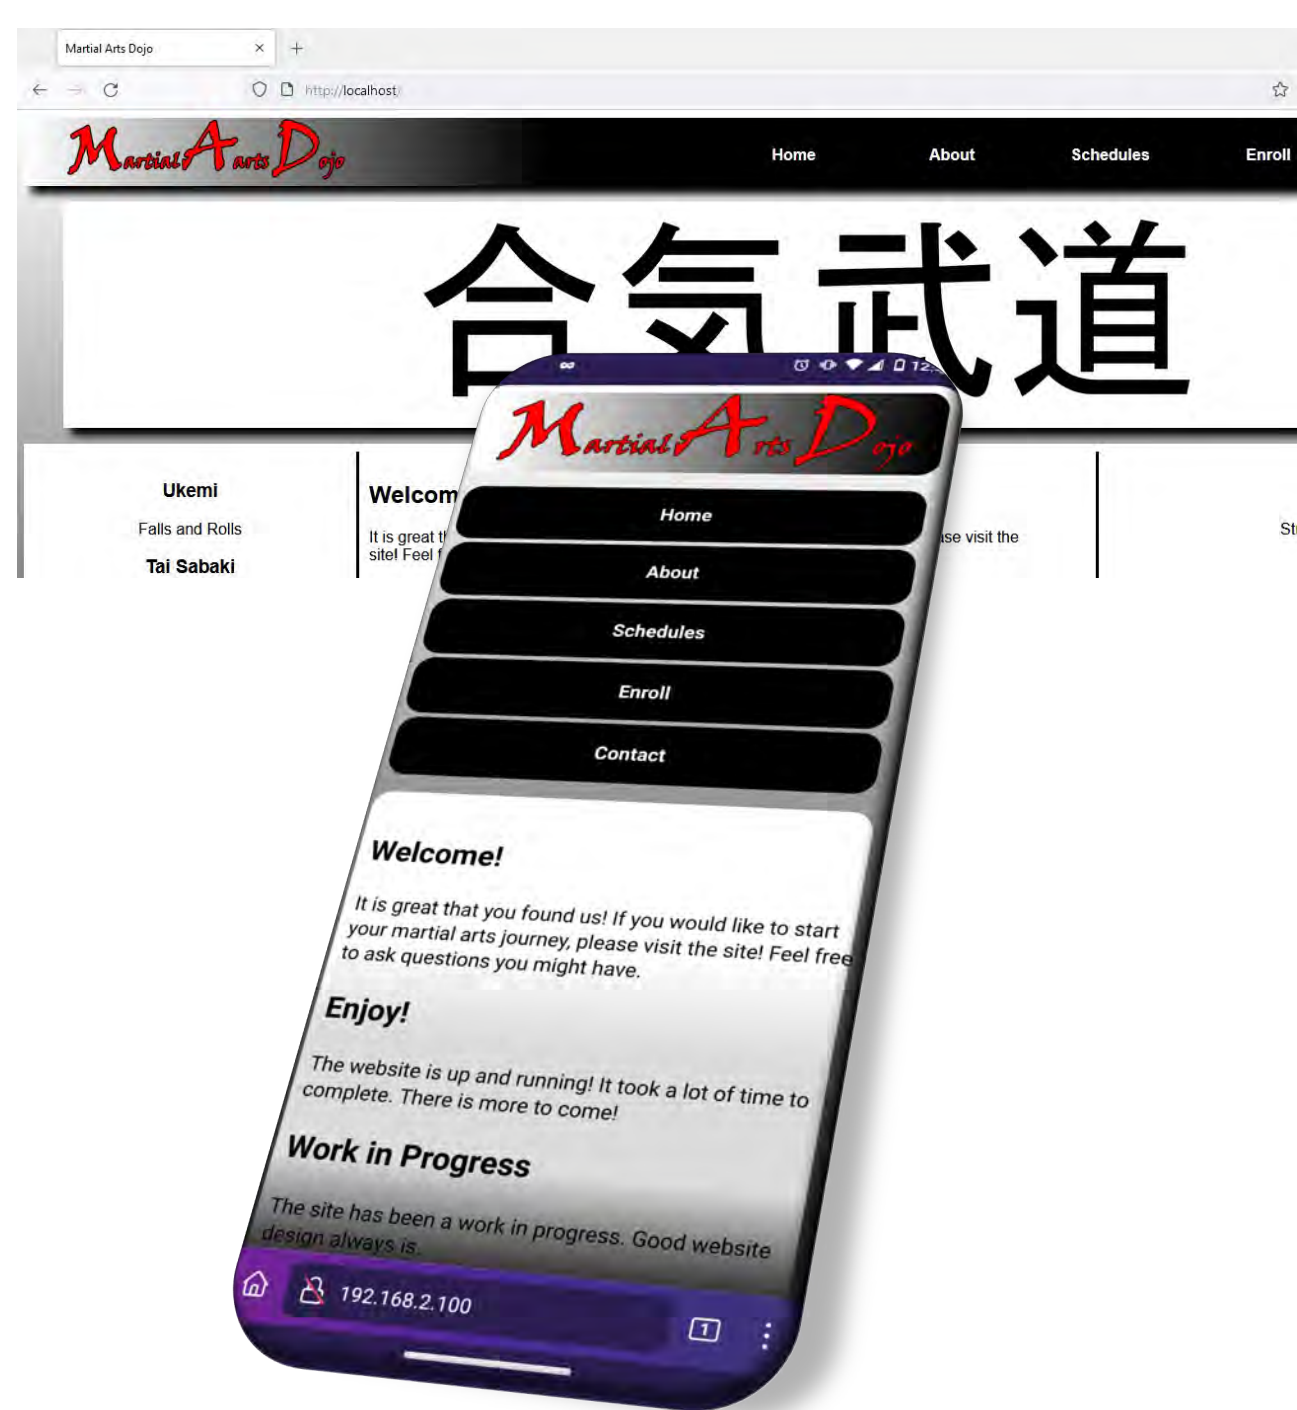 Martial Arts Dojo
http://localhost/
Martial Aarts Dojo
Home
About
Schedules
Enroll
合気武道
Ukemi
Falls and Rolls
Tai Sabaki
Welcom
It is great th
se visit the
site! Feel f
12:
Martial Arts Dojo
Home
About
Schedules
Enroll
Contact
Welcome!
It is great that you found us! If you would like to start
your martial arts journey, please visit the site! Feel free
to ask questions you might have.
Enjoy!
The website is up and running! It took a lot of time to
complete. There is more to come!
Work in Progress
The site has been a work in progress. Good website
design always is.
192.168.2.100
1